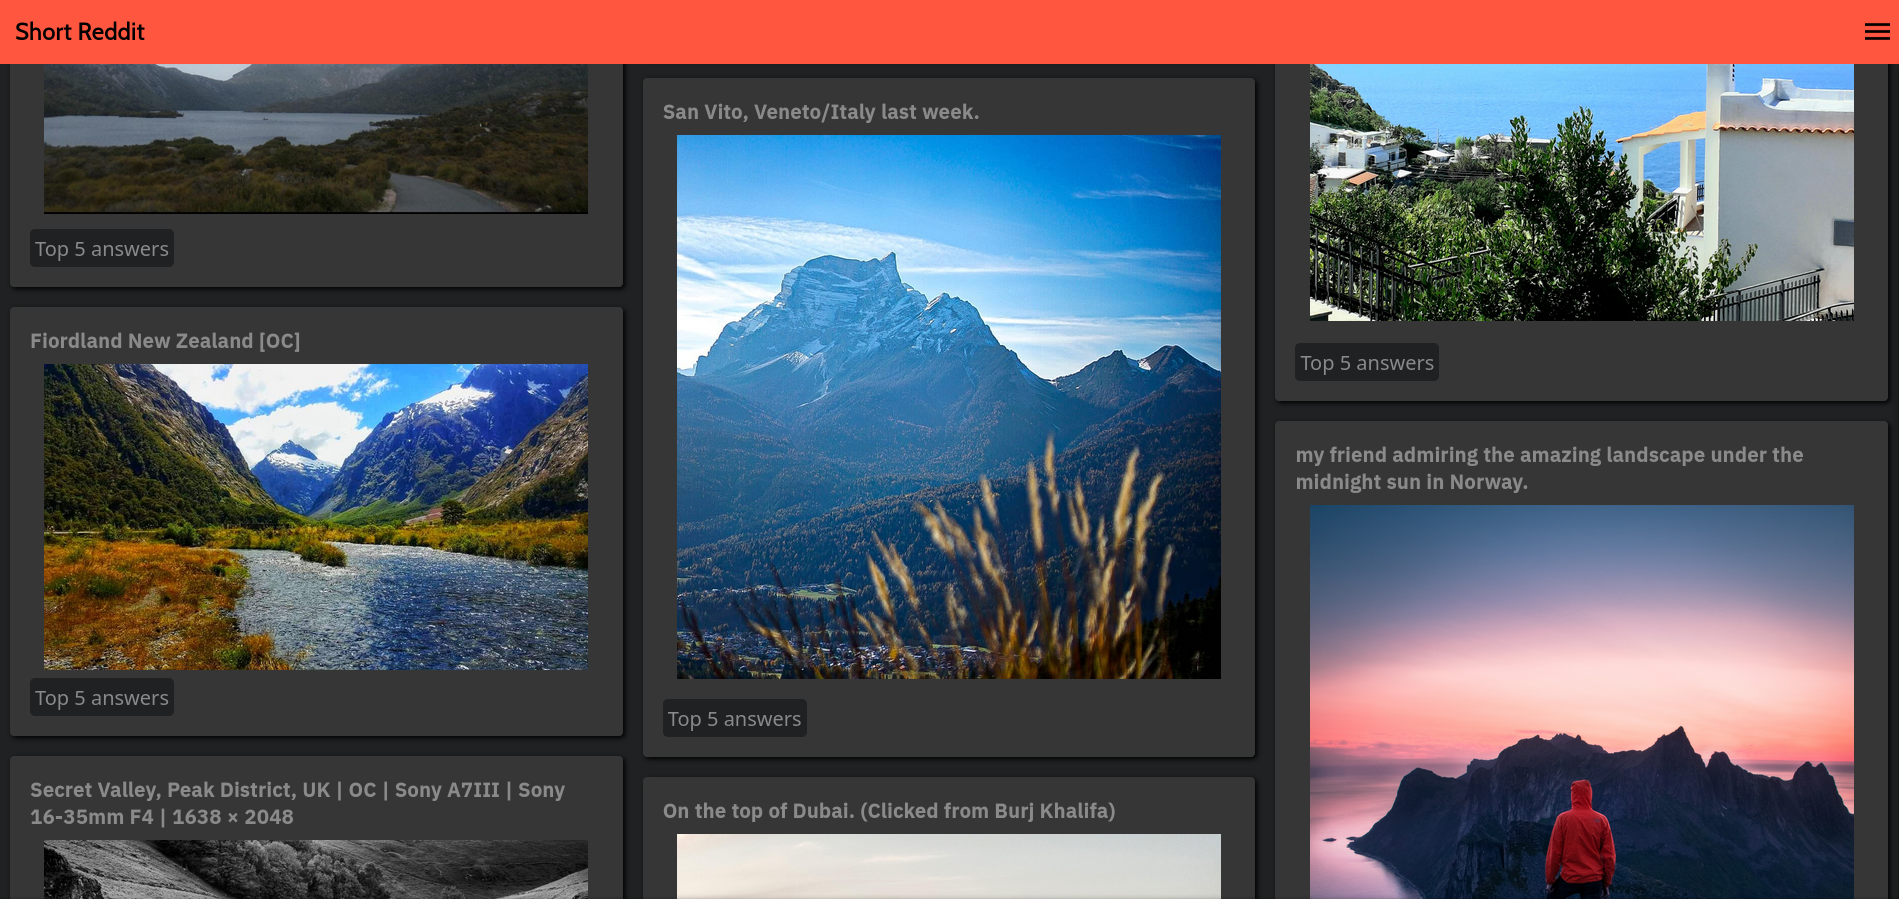 Short Reddit
Top 5 answers
Fiordland New Zealand [OC]
Top 5 answers
Secret Valley, Peak District, UK | OC | Sony A7III | Sony
16-35mm F4 | 1638 × 2048
San Vito, Veneto/Italy last week.
Top 5 answers
On the top of Dubai. (Clicked from Burj Khalifa)
Top 5 answers
my friend admiring the amazing landscape under the
midnight sun in Norway.